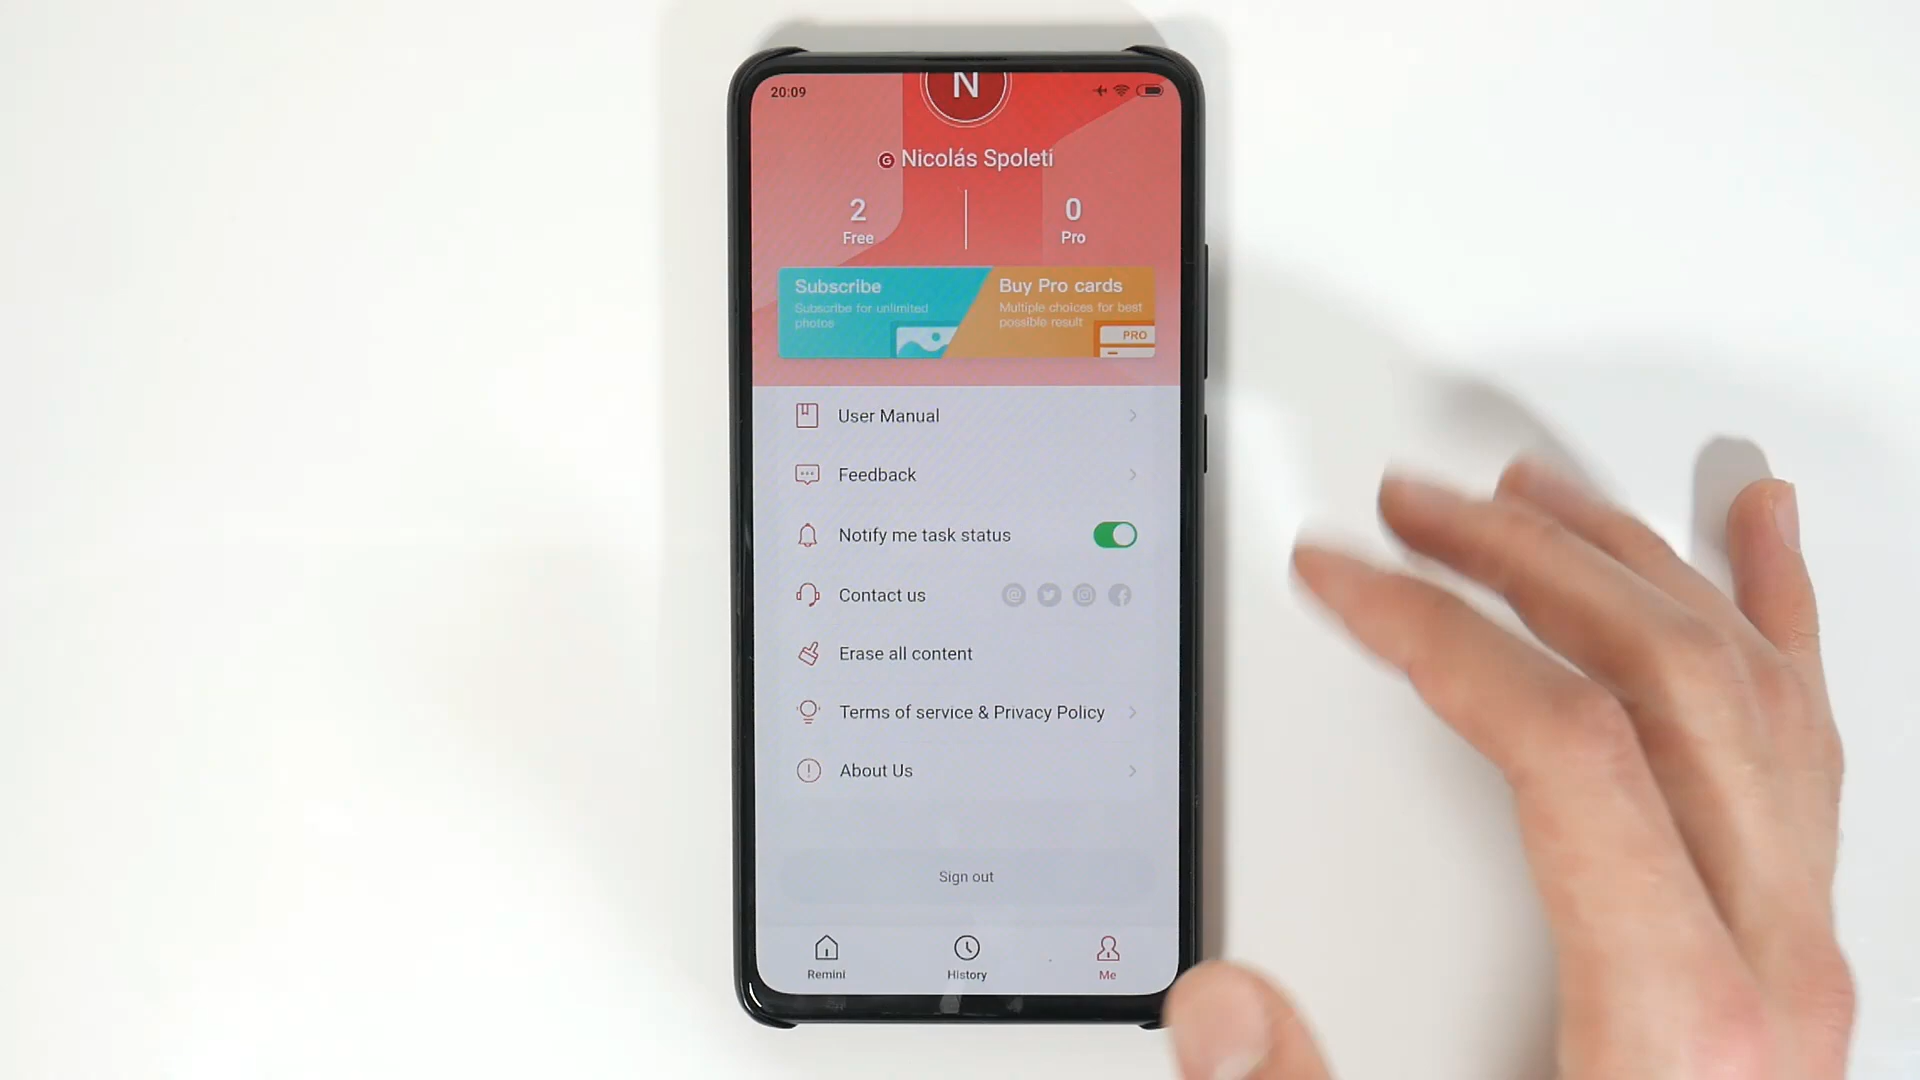 20:09
N
G Nicolás Spoleti
2
0
Free
Pro
Subscribe
Subscribe for unlimited
photos
Buy Pro cards
Multiple choices for best
possible result
PRO
User Manual
Feedback
Notify me task status
Contact us
Erase all content
Terms of service & Privacy Policy
About Us
Sign out
Remini
History
Me